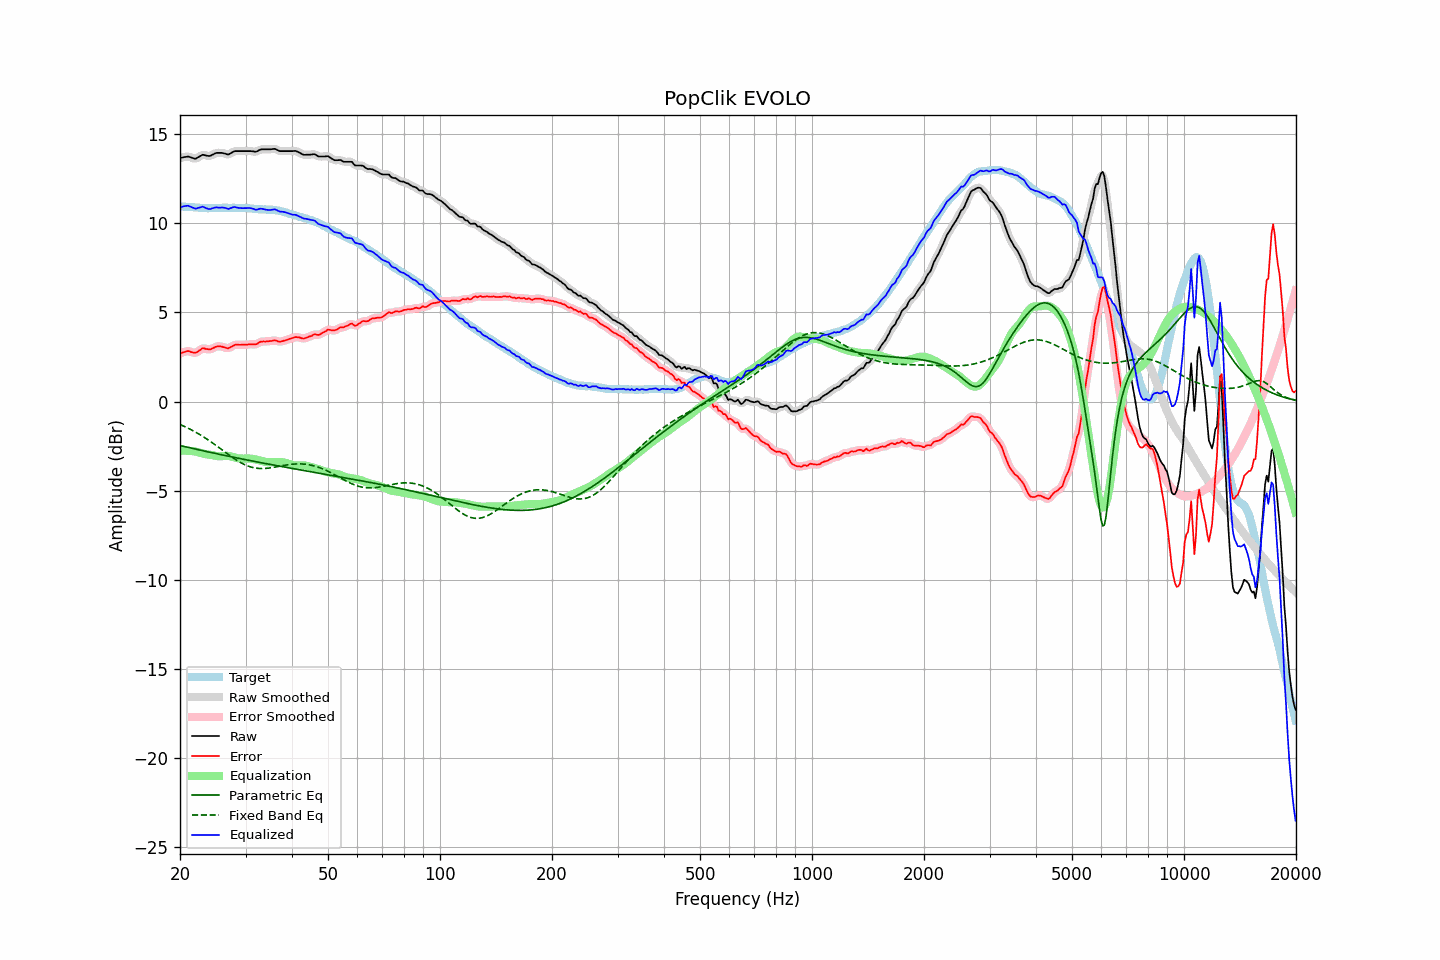 PopClik EVOLO
Amplitude (dBr)
15
10
5
0
−5
−10
−15
−20
−25
Target
Raw Smoothed
Error Smoothed
Raw
Error
Equalization
Parametric Eq
Fixed Band Eq
Equalized
20 50 100 200 500 1000 2000 5000 10000 20000
Frequency (Hz)